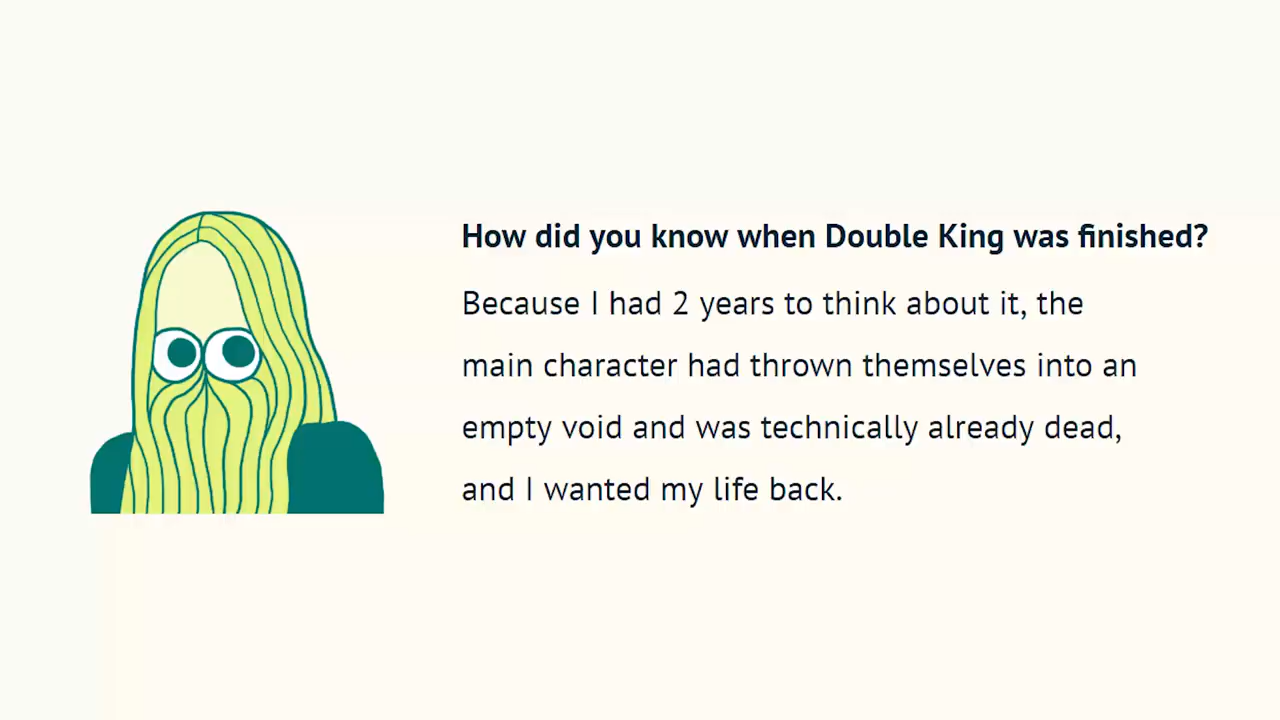 How did you know when Double King was finished?
Because I had 2 years to think about it, the
main character had thrown themselves into an
empty void and was technically already dead,
and I wanted my life back.